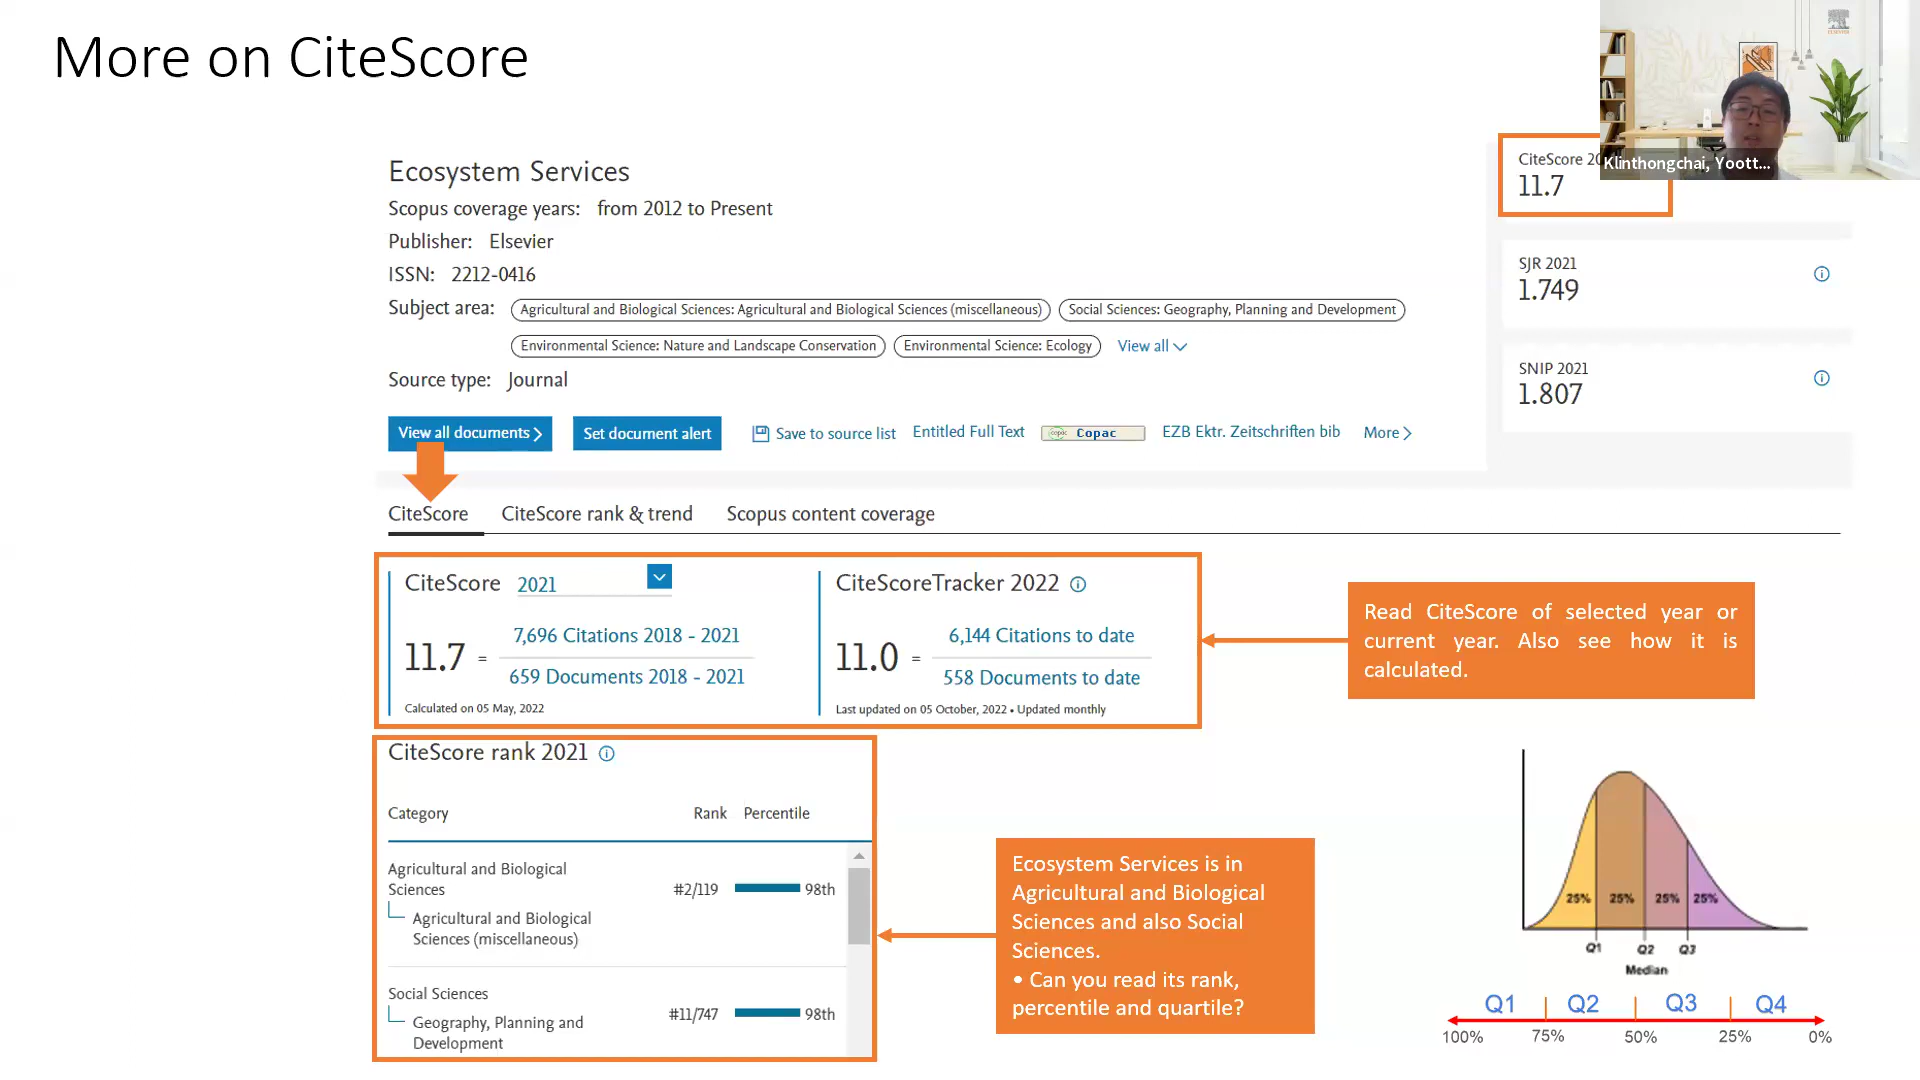 More on CiteScore
Klinthongchai, Yoott...
Ecosystem Services
Scopus coverage years: from 2012 to Present
Publisher: Elsevier
ISSN: 2212-0416
Subject area: Agricultural and Biological Sciences: Agricultural and Biological Sciences (miscellaneous) Social Sciences: Geography, Planning and Development
Environmental Science: Nature and Landscape Conservation Environmental Science: Ecology View all
Source type: Journal
View all documents Set document alert Save to source list Entitled Full Text Copac EZB Ektr. Zeitschriften bib More
CiteScore
11.7
SJR 2021
1.749
SNIP 2021
1.807
CiteScore CiteScore rank & trend Scopus content coverage
CiteScore 2021
11.7 = 7,696 Citations 2018 - 2021
659 Documents 2018 - 2021
Calculated on 05 May, 2022
CiteScoreTracker 2022
11.0 = 6,144 Citations to date
558 Documents to date
Last updated on 05 October, 2022 • Updated monthly
Read CiteScore of selected year or
current year. Also see how it is
calculated.
CiteScore rank 2021
Category Rank Percentile
Agricultural and Biological
Sciences
Agricultural and Biological
Sciences (miscellaneous)
#2/119 98th
Social Sciences
Geography, Planning and
Development
#11/747 98th
Ecosystem Services is in
Agricultural and Biological
Sciences and also Social
Sciences.
• Can you read its rank,
percentile and quartile?
25% 25% 25% 25%
Q1 Q2 Q3
Median
Q1 Q2 Q3 Q4
100% 75% 50% 25% 0%